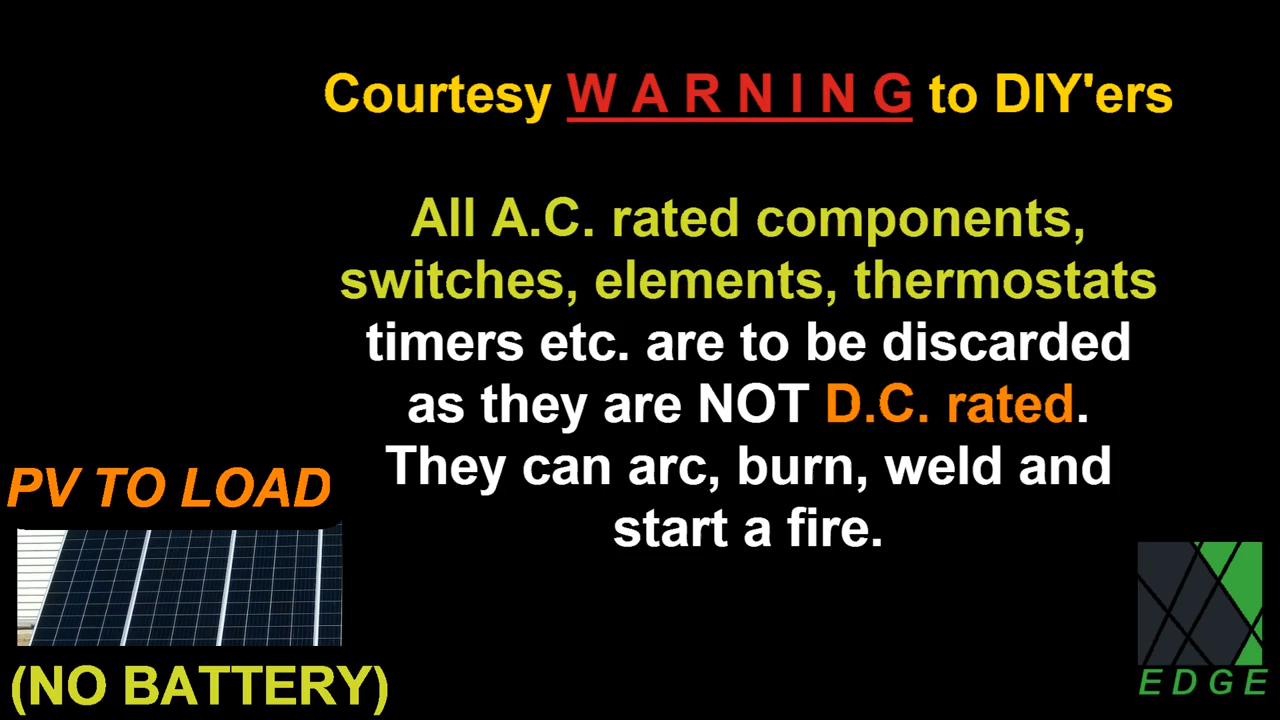 Courtesy W A R N I N G to DIY'ers
All A.C. rated components,
switches, elements, thermostats
timers etc. are to be discarded
as they are NOT D.C. rated.
They can arc, burn, weld and
start a fire.
PV TO LOAD
(NO BATTERY)
EDGE